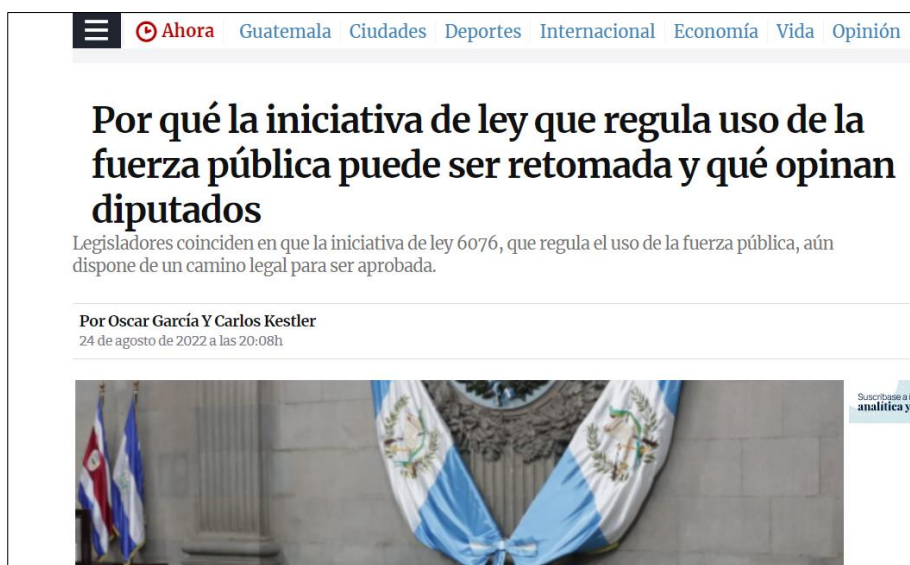 Ahora Guatemala Ciudades Deportes Internacional Economía Vida Opinión
Por qué la iniciativa de ley que regula uso de la
fuerza pública puede ser retomada y qué opinan
diputados
Legisladores coinciden en que la iniciativa de ley 6076, que regula el uso de la fuerza pública, aún
dispone de un camino legal para ser aprobada.
Por Oscar García Y Carlos Kestler
24 de agosto de 2022 a las 20:08h
Suscríbase a
analítica y